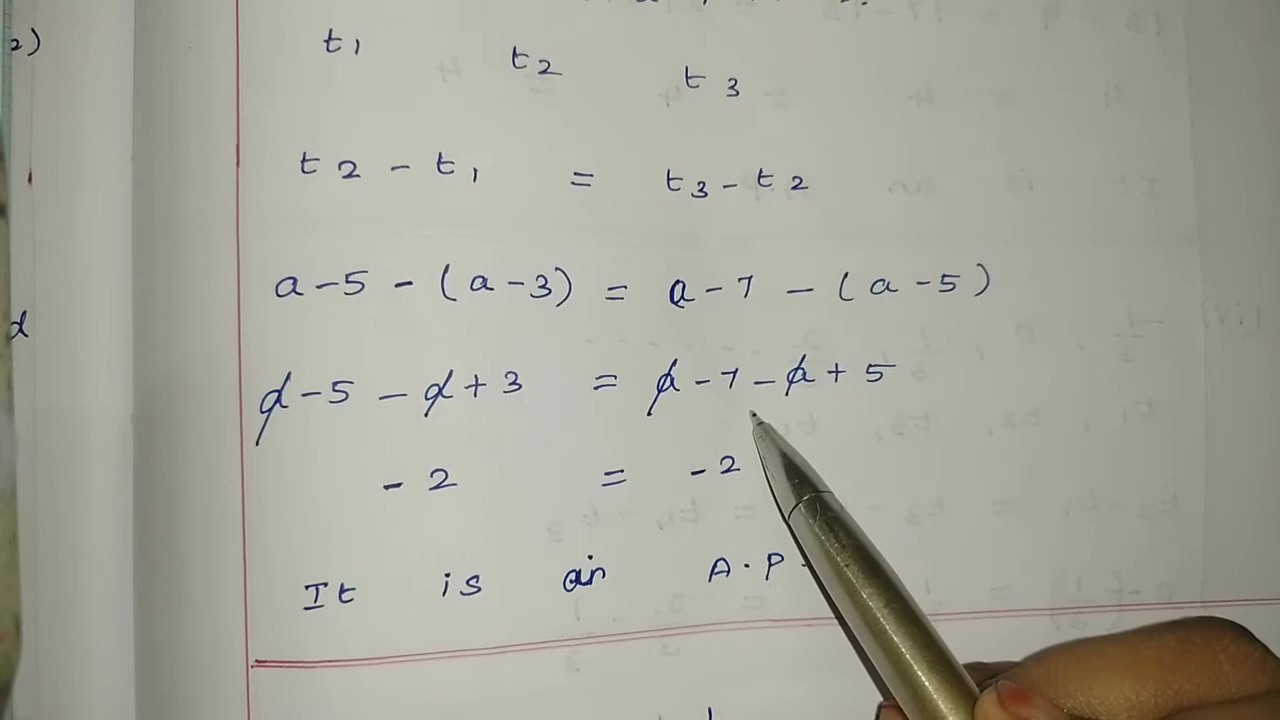 2)
t1 t2 t3
t2 - t1 = t3 - t2
a - 5 - (a - 3) = a - 7 - (a - 5)
a - 5 - a + 3 = a - 7 - a + 5
- 2 = - 2
It is an A.P.